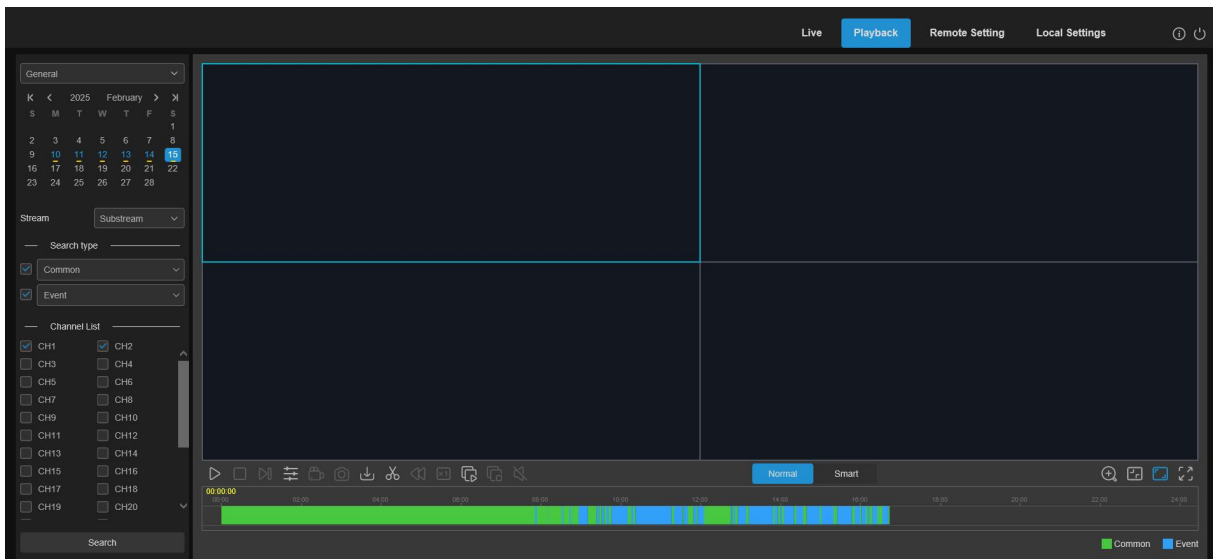 Live Playback Remote Setting Local Settings
General
2025 February
S M T W T F S
1
2 3 4 5 6 7 8
9 10 11 12 13 14 15
16 17 18 19 20 21 22
23 24 25 26 27 28
Stream Substream
Search type
Common
Event
Channel List
CH1 CH2
CH3 CH4
CH5 CH6
CH7 CH8
CH9 CH10
CH11 CH12
CH13 CH14
CH15 CH16
CH17 CH18
CH19 CH20
Search
X1 Normal Smart
00:00:00
00:00 02:00 04:00 06:00 08:00 10:00 12:00 14:00 16:00 18:00 20:00 22:00 24:00
Common Event